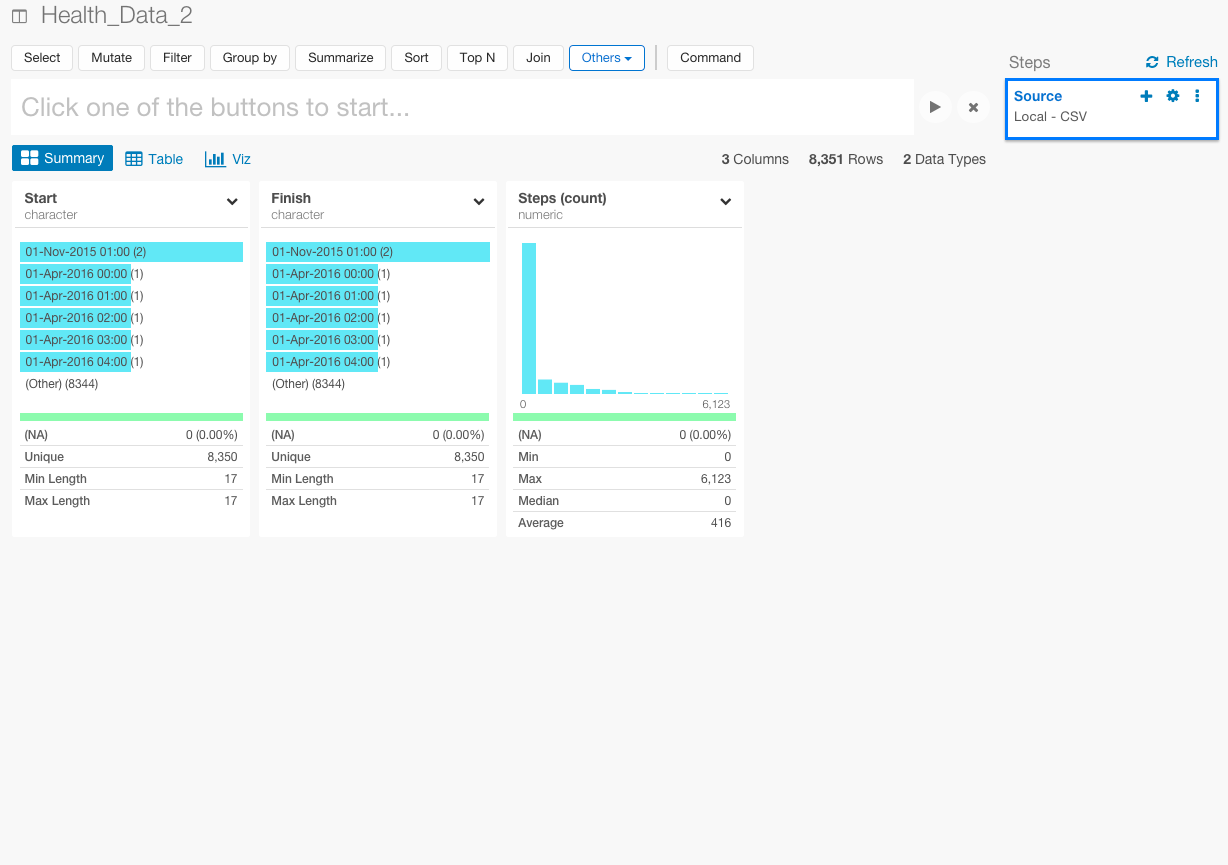 Health_Data_2
Select Mutate Filter Group by Summarize Sort Top N Join Others Command
Steps Refresh
Click one of the buttons to start...
Source
Local - CSV
Summary Table Viz 3 Columns 8,351 Rows 2 Data Types
Start
character
01-Nov-2015 01:00 (2)
01-Apr-2016 00:00 (1)
01-Apr-2016 01:00 (1)
01-Apr-2016 02:00 (1)
01-Apr-2016 03:00 (1)
01-Apr-2016 04:00 (1)
(Other) (8344)
(NA) 0 (0.00%)
Unique 8,350
Min Length 17
Max Length 17
Finish
character
01-Nov-2015 01:00 (2)
01-Apr-2016 00:00 (1)
01-Apr-2016 01:00 (1)
01-Apr-2016 02:00 (1)
01-Apr-2016 03:00 (1)
01-Apr-2016 04:00 (1)
(Other) (8344)
(NA) 0 (0.00%)
Unique 8,350
Min Length 17
Max Length 17
Steps (count)
numeric
0 6,123
(NA) 0 (0.00%)
Min 0
Max 6,123
Median 0
Average 416